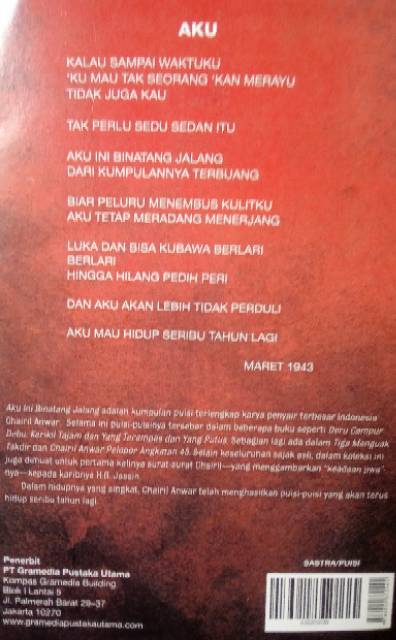 AKU
KALAU SAMPAI WAKTUKU
'KU MAU TAK SEORANG 'KAN MERAYU
TIDAK JUGA KAU
TAK PERLU SEDU SEDAN ITU
AKU INI BINATANG JALANG
DARI KUMPULANNYA TERBUANG
BIAR PELURU MENEMBUS KULITKU
AKU TETAP MERADANG MENERJANG
LUKA DAN BISA KUBAWA BERLARI
BERLARI
HINGGA HILANG PEDIH PERI
DAN AKU AKAN LEBIH TIDAK PERDULI
AKU MAU HIDUP SERIBU TAHUN LAGI
MARET 1943
Aku Ini Binatang Jalang adalah kumpulan puisi terlengkap karya penyair terbesar Indonesia
Chairil Anwar. Selama ini puisi-puisinya tersebar dalam beberapa buku seperti Deru Campur
Debu, Kerikil Tajam dan Yang Terampas dan Yang Putus. Sebagian lagi ada dalam Tiga Menguak
Takdir dan Chairil Anwar Pelopor Angkatan 45. Selain keseluruhan sajak asli, dalam koleksi ini
juga dimuat untuk pertama kalinya surat-surat Chairil—yang menggambarkan "keadaan jiwa"
nya—kepada karibnya H.B. Jassin.
Dalam hidupnya yang singkat, Chairil Anwar telah menghasilkan puisi-puisi yang akan terus
hidup seribu tahun lagi.
Penerbit
PT Gramedia Pustaka Utama
Kompas Gramedia Building
Blok I Lantai 5
Jl. Palmerah Barat 29-37
Jakarta 10270
www.gramediapustakautama.com
SASTRA/PUISI